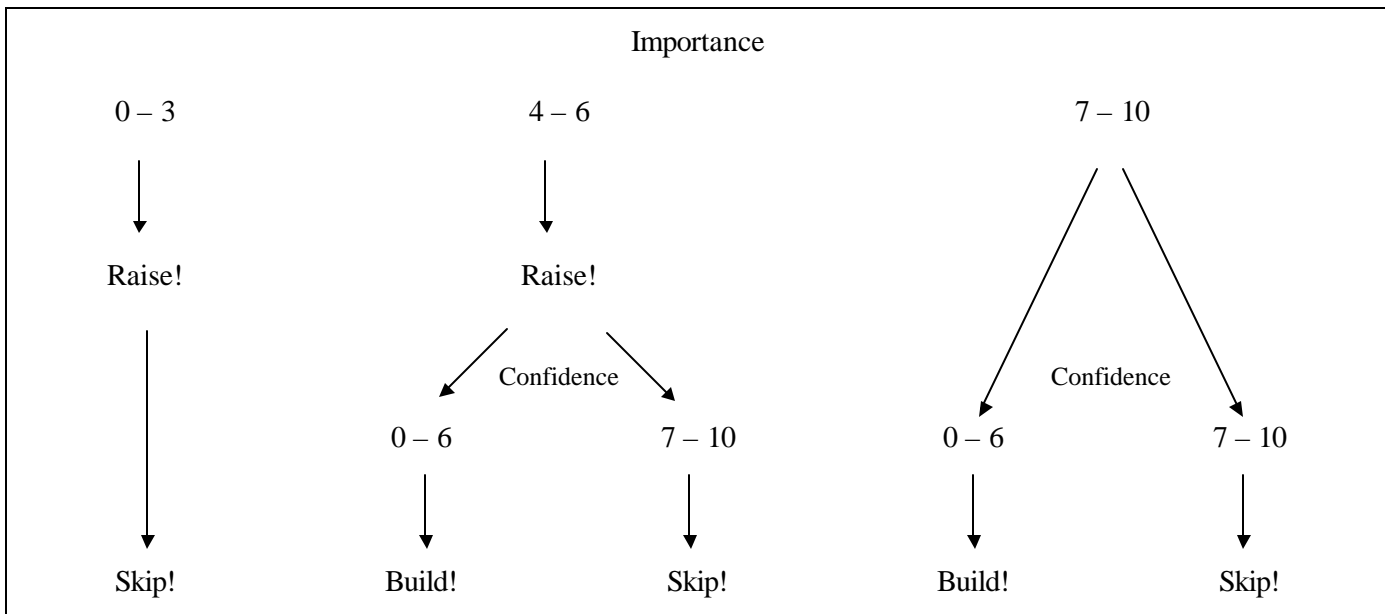 Importance
0 – 3 4 – 6 7 – 10
Raise! Raise!
Confidence Confidence
0 – 6 7 – 10 0 – 6 7 – 10
Skip! Build! Skip! Build! Skip!